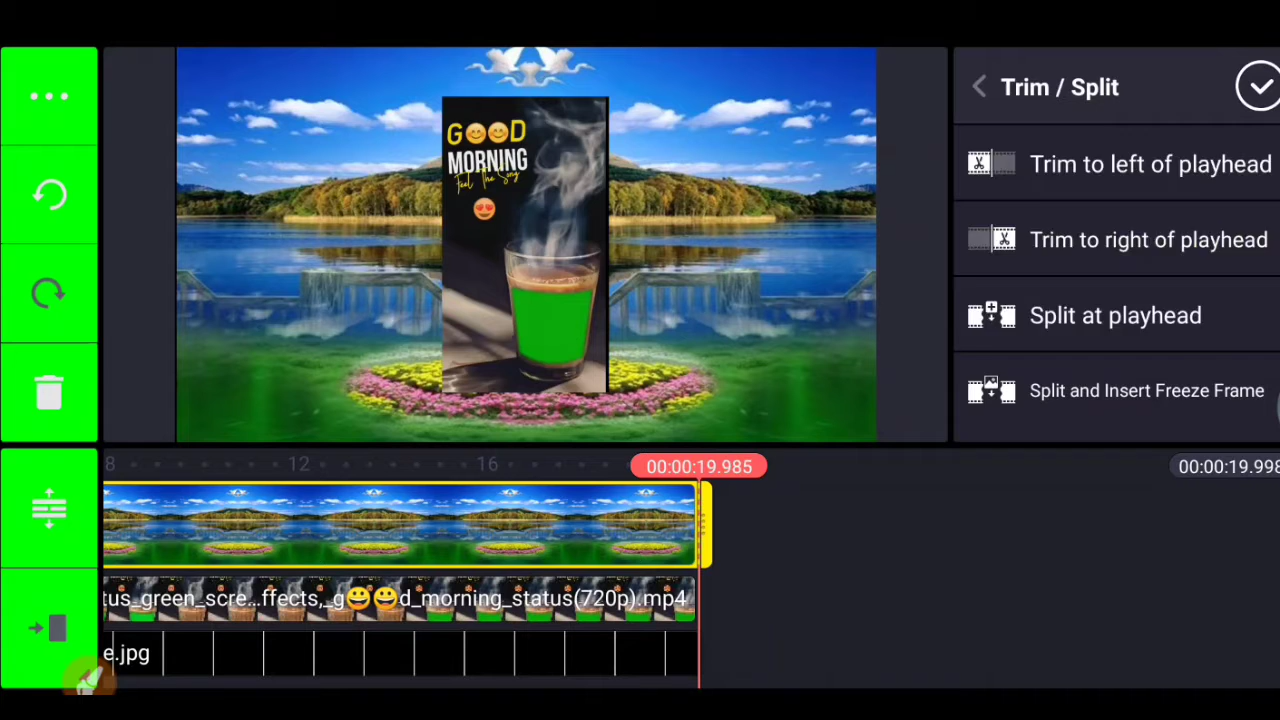 Trim / Split
G😊😊D
MORNING
Feel The Song
Trim to left of playhead
Trim to right of playhead
Split at playhead
Split and Insert Freeze Frame
8
12
16
00:00:19.985
00:00:19.998
tus_green_scre...ffects,_g😀😀d_morning_status(720p).mp4
e.jpg